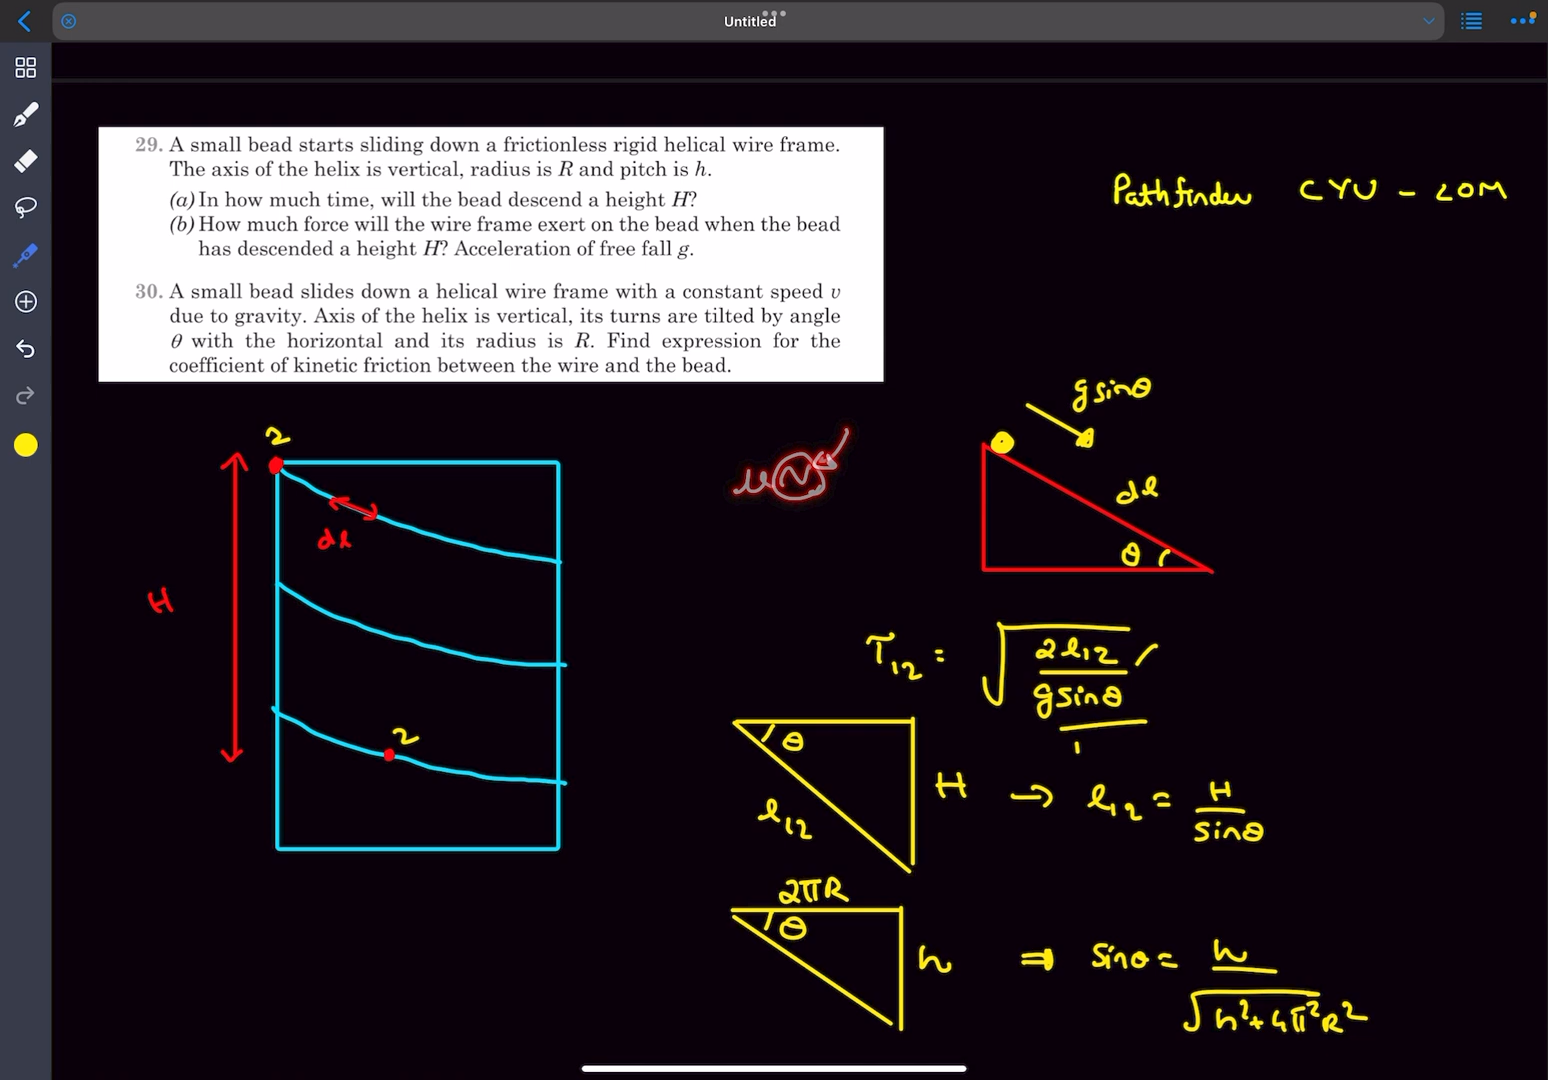 Untitled
29. A small bead starts sliding down a frictionless rigid helical wire frame.
The axis of the helix is vertical, radius is R and pitch is h.
(a) In how much time, will the bead descend a height H?
(b) How much force will the wire frame exert on the bead when the bead
has descended a height H? Acceleration of free fall g.
30. A small bead slides down a helical wire frame with a constant speed v
due to gravity. Axis of the helix is vertical, its turns are tilted by angle
θ with the horizontal and its radius is R. Find expression for the
coefficient of kinetic friction between the wire and the bead.
Pathfinder CYU - LOM
2
dl
H
2
μN
g sinθ
dl
θ
T₁₂ = √(2l₁₂ / g sinθ)
θ
l₁₂
H → l₁₂ = H / sinθ
2πR
θ
h ⇒ sinθ = h / √(h²+4π²R²)